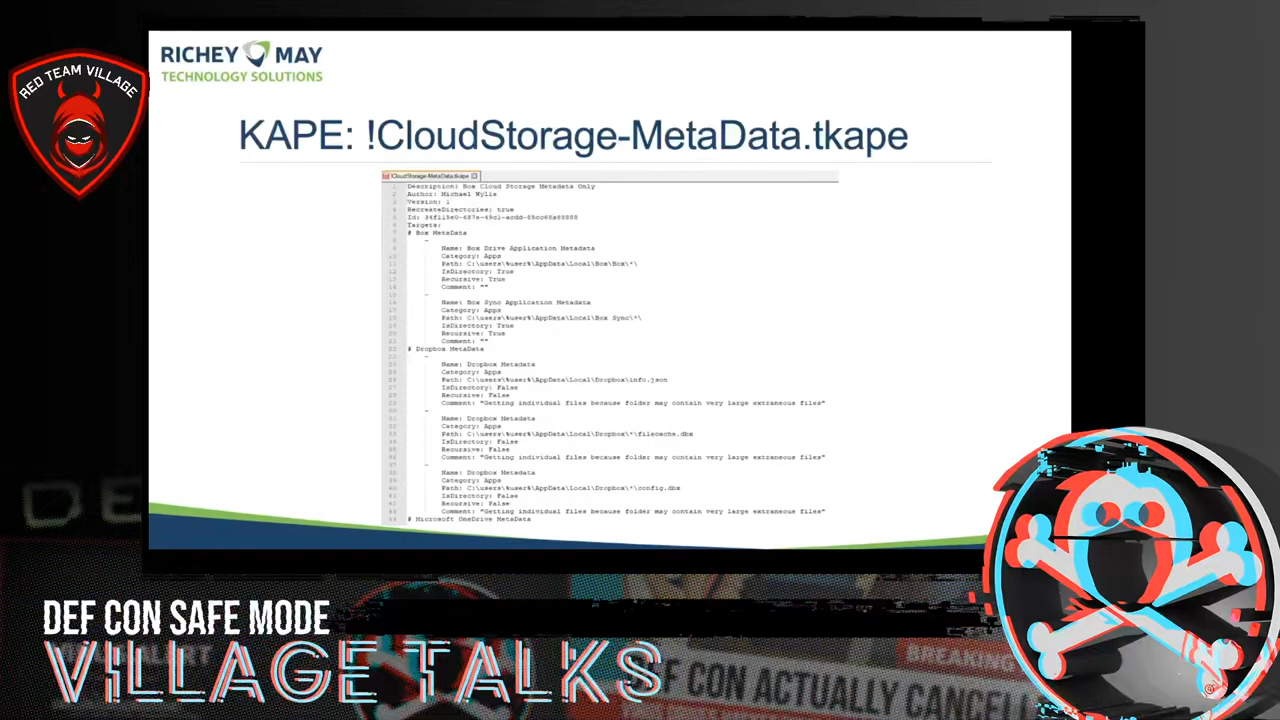 RICHEY MAY
TECHNOLOGY SOLUTIONS
RED TEAM VILLAGE
KAPE: !CloudStorage-MetaData.tkape
!CloudStorage-MetaData.tkape
Description: Box Cloud Storage Metadata Only
Author: Michael Wylie
Version: 1
RecreateDirectories: true
Id:
Targets:
# Box MetaData
-
Name: Box Drive Application Metadata
Category: Apps
Path: C:\users\%user%\AppData\Local\Box\Box\*\
IsDirectory: True
Recursive: True
Comment: ""
-
Name: Box Sync Application Metadata
Category: Apps
Path: C:\users\%user%\AppData\Local\Box Sync\*\
IsDirectory: True
Recursive: True
Comment: ""
# Dropbox MetaData
-
Name: Dropbox Metadata
Category: Apps
Path: C:\users\%user%\AppData\Local\Dropbox\info.json
IsDirectory: False
Recursive: False
Comment: "Getting individual files because folder may contain very large extraneous files"
-
Name: Dropbox Metadata
Category: Apps
Path: C:\users\%user%\AppData\Local\Dropbox\*\filecache.dbx
IsDirectory: False
Recursive: False
Comment: "Getting individual files because folder may contain very large extraneous files"
-
Name: Dropbox Metadata
Category: Apps
Path: C:\users\%user%\AppData\Local\Dropbox\*\config.dbx
IsDirectory: False
Recursive: False
Comment: "Getting individual files because folder may contain very large extraneous files"
# Microsoft OneDrive MetaData
DEF CON SAFE MODE
VILLAGE TALKS
BREAKING
DEF CON ACTUALLY